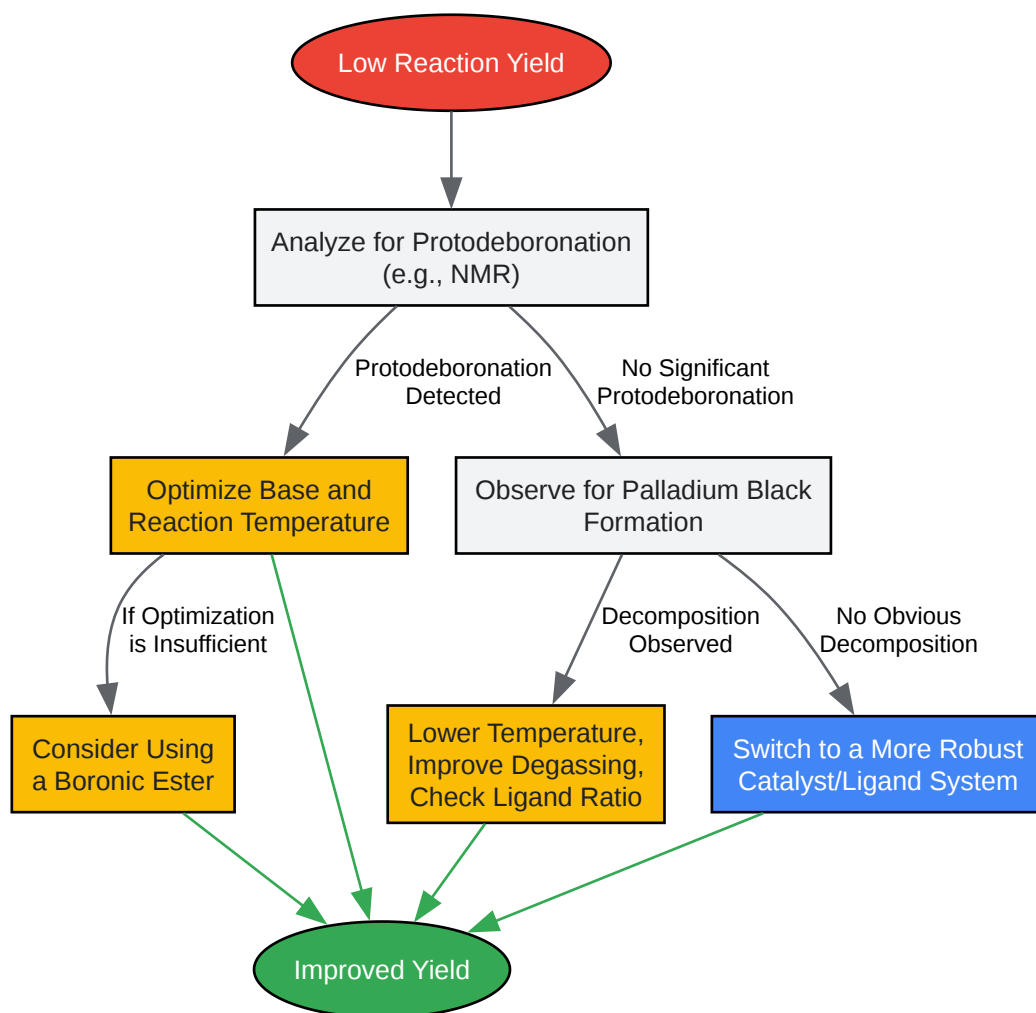 Low Reaction Yield
Analyze for Protodeboronation
(e.g., NMR)
Protodeboronation
Detected
No Significant
Protodeboronation
Optimize Base and
Reaction Temperature
Observe for Palladium Black
Formation
If Optimization
is Insufficient
Decomposition
Observed
No Obvious
Decomposition
Consider Using
a Boronic Ester
Lower Temperature,
Improve Degassing,
Check Ligand Ratio
Switch to a More Robust
Catalyst/Ligand System
Improved Yield